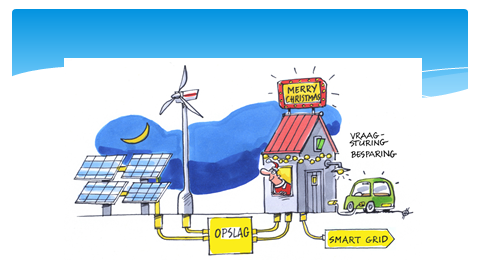 MERRY
CHRISTMAS
VRAAG-
STURING-
BESPARING
OPSLAG
SMART GRID